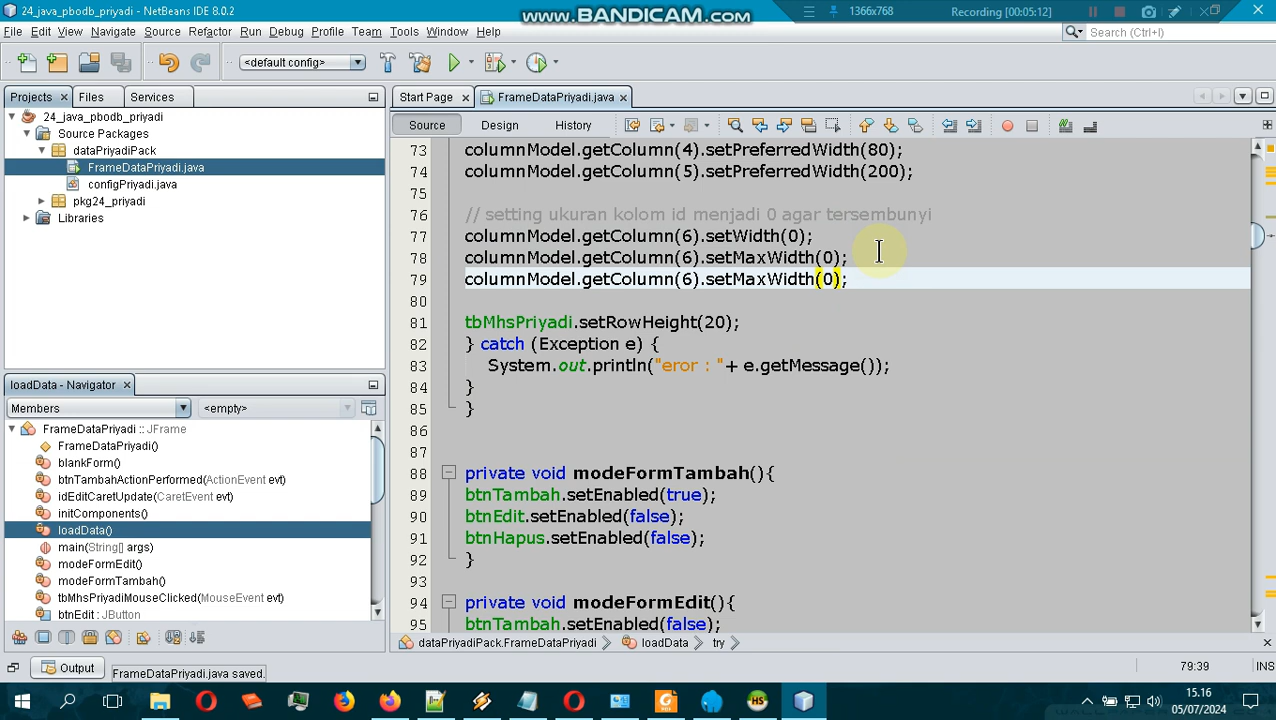 24_java_pbodb_priyadi - NetBeans IDE 8.0.2
www.BANDICAM.com
1366x768
Recording [00:05:12]
File Edit View Navigate Source Refactor Run Debug Profile Team Tools Window Help
Search (Ctrl+I)
<default config>
Projects
Files
Services
Start Page
FrameDataPriyadi.java
Source
Design
History
24_java_pbodb_priyadi
Source Packages
dataPriyadiPack
FrameDataPriyadi.java
configPriyadi.java
pkg24_priyadi
Libraries
73 columnModel.getColumn(4).setPreferredWidth(80);
74 columnModel.getColumn(5).setPreferredWidth(200);
75
76 // setting ukuran kolom id menjadi 0 agar tersembunyi
77 columnModel.getColumn(6).setWidth(0);
78 columnModel.getColumn(6).setMaxWidth(0);
79 columnModel.getColumn(6).setMaxWidth(0);
80
81 tbMhsPriyadi.setRowHeight(20);
82 } catch (Exception e) {
83 System.out.println("eror : "+ e.getMessage());
84 }
85 }
86
87
88 private void modeFormTambah(){
89 btnTambah.setEnabled(true);
90 btnEdit.setEnabled(false);
91 btnHapus.setEnabled(false);
92 }
93
94 private void modeFormEdit(){
95 btnTambah.setEnabled(false);
loadData - Navigator
Members
<empty>
FrameDataPriyadi :: JFrame
FrameDataPriyadi()
blankForm()
btnTambahActionPerformed(ActionEvent evt)
idEditCaretUpdate(CaretEvent evt)
initComponents()
loadData()
main(String[] args)
modeFormEdit()
modeFormTambah()
tbMhsPriyadiMouseClicked(MouseEvent evt)
btnEdit : JButton
dataPriyadiPack.FrameDataPriyadi
loadData
try
Output
FrameDataPriyadi.java saved.
79:39
INS
15.16
05/07/2024